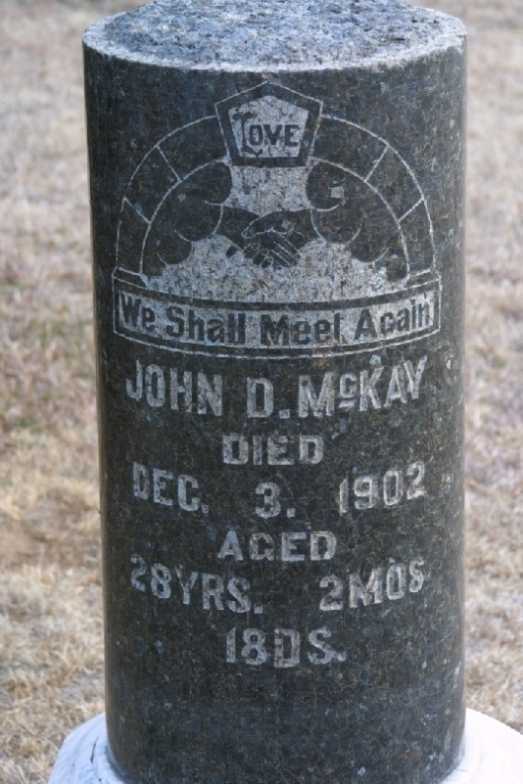 LOVE
We Shall Meet Again
JOHN D. McKAY
DIED
DEC. 3. 1902
AGED
28YRS. 2MOS
18DS.